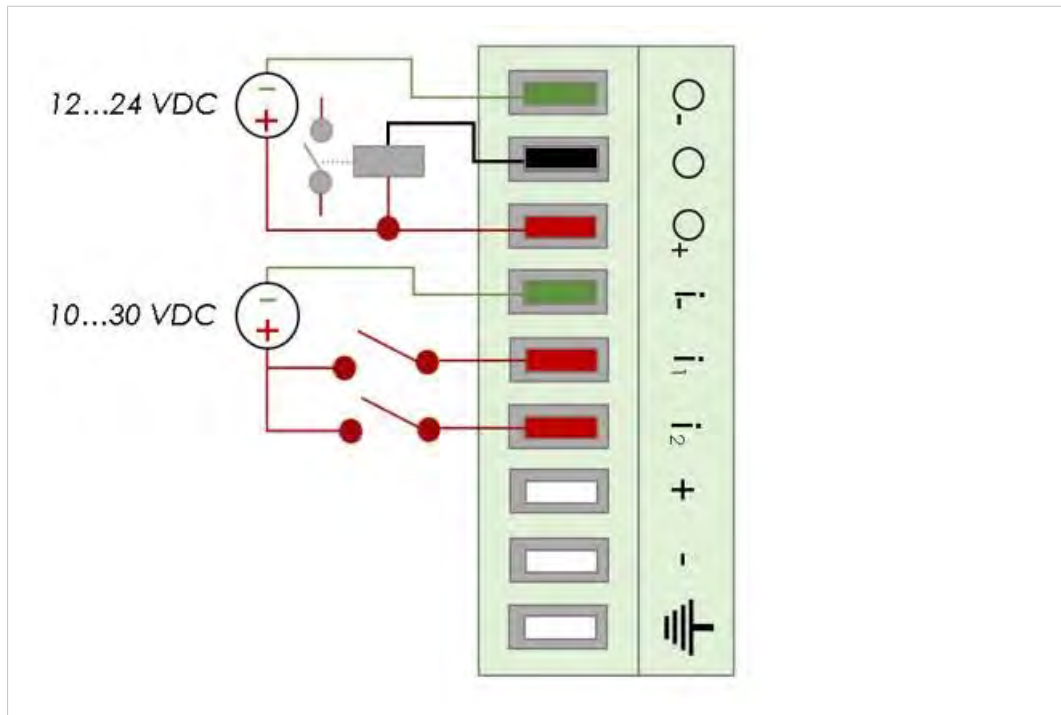 12...24 VDC
-
+
10...30 VDC
-
+
O-
O
O+
i-
i1
i2
+
-